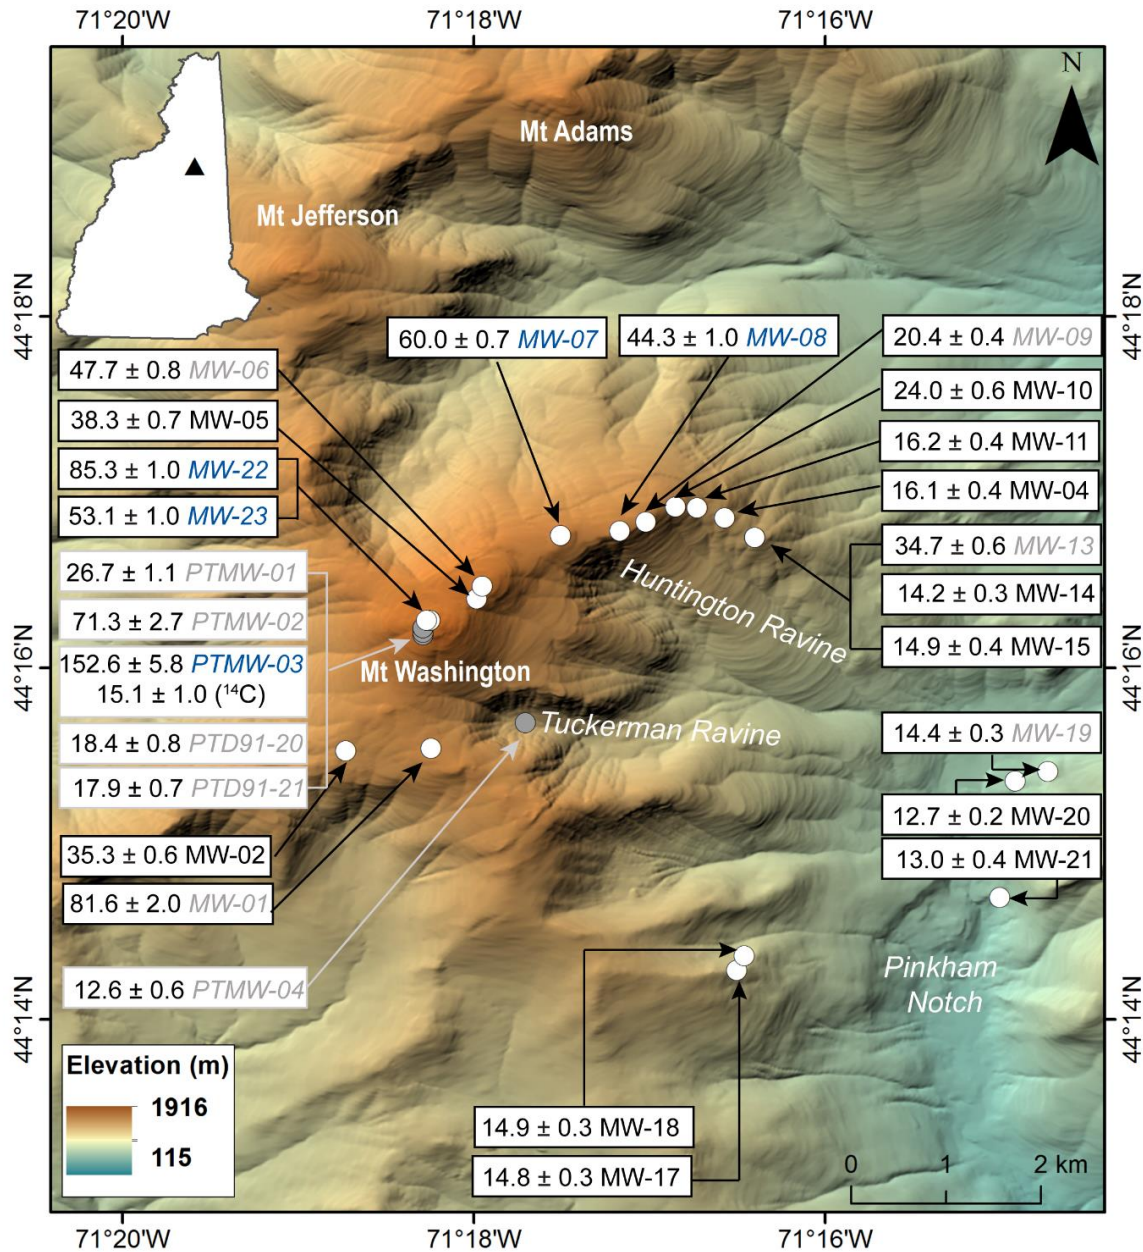 71°20'W
71°18'W
71°16'W
N
Mt Adams
Mt Jefferson
44°18'N
44°18'N
60.0 ± 0.7 MW-07
44.3 ± 1.0 MW-08
20.4 ± 0.4 MW-09
47.7 ± 0.8 MW-06
24.0 ± 0.6 MW-10
38.3 ± 0.7 MW-05
16.2 ± 0.4 MW-11
85.3 ± 1.0 MW-22
16.1 ± 0.4 MW-04
53.1 ± 1.0 MW-23
34.7 ± 0.6 MW-13
26.7 ± 1.1 PTMW-01
14.2 ± 0.3 MW-14
71.3 ± 2.7 PTMW-02
14.9 ± 0.4 MW-15
Huntington Ravine
152.6 ± 5.8 PTMW-03
15.1 ± 1.0 (¹⁴C)
Mt Washington
44°16'N
44°16'N
18.4 ± 0.8 PTD91-20
Tuckerman Ravine
14.4 ± 0.3 MW-19
17.9 ± 0.7 PTD91-21
12.7 ± 0.2 MW-20
35.3 ± 0.6 MW-02
13.0 ± 0.4 MW-21
81.6 ± 2.0 MW-01
12.6 ± 0.6 PTMW-04
Pinkham
Notch
44°14'N
44°14'N
Elevation (m)
1916
115
14.9 ± 0.3 MW-18
14.8 ± 0.3 MW-17
0 1 2 km
71°20'W
71°18'W
71°16'W